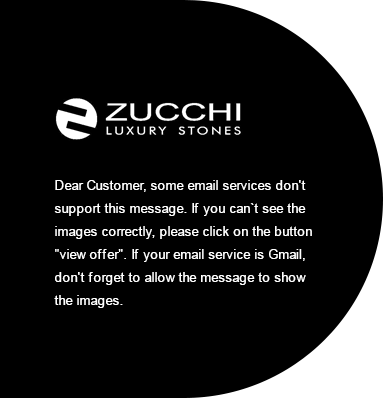 ZUCCHI
LUXURY STONES
Dear Customer, some email services don't
support this message. If you can`t see the
images correctly, please click on the button
"view offer". If your email service is Gmail,
don't forget to allow the message to show
the images.